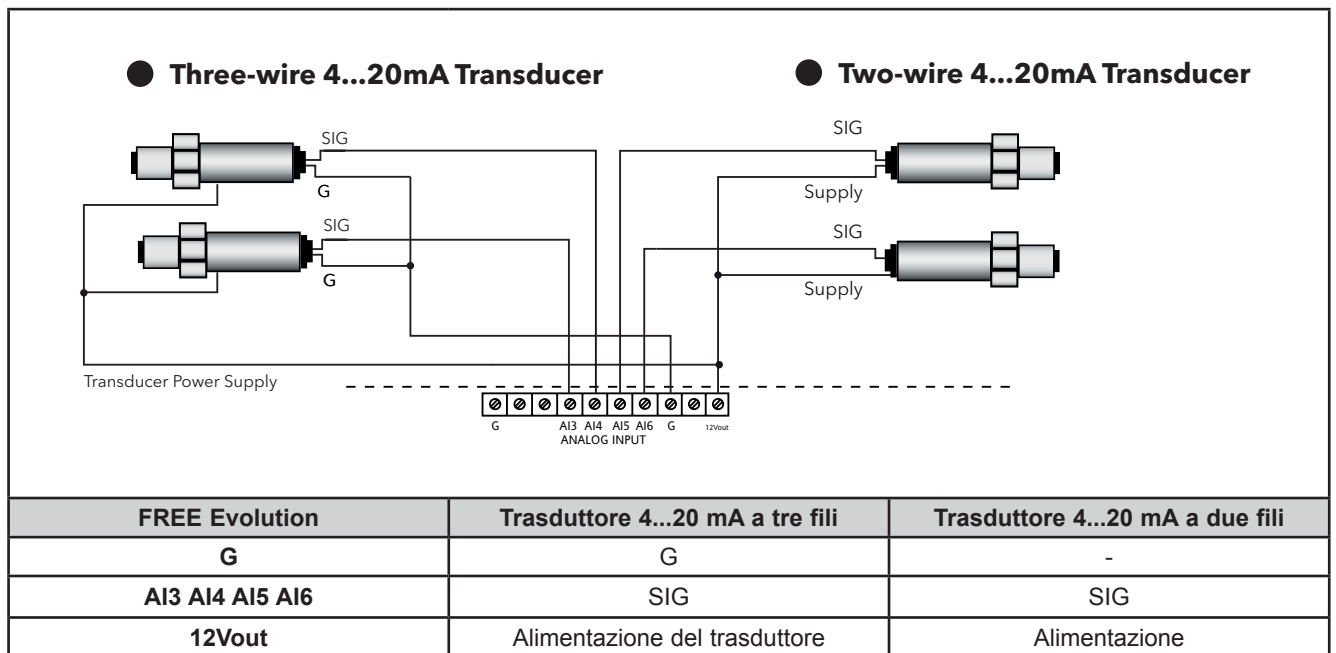 Three-wire 4...20mA Transducer
Two-wire 4...20mA Transducer
SIG
G
SIG
G
SIG
Supply
SIG
Supply
Transducer Power Supply
G AI3 AI4 AI5 AI6 G 12Vout
ANALOG INPUT
FREE Evolution Trasduttore 4...20 mA a tre fili Trasduttore 4...20 mA a due fili
G G -
AI3 AI4 AI5 AI6 SIG SIG
12Vout Alimentazione del trasduttore Alimentazione